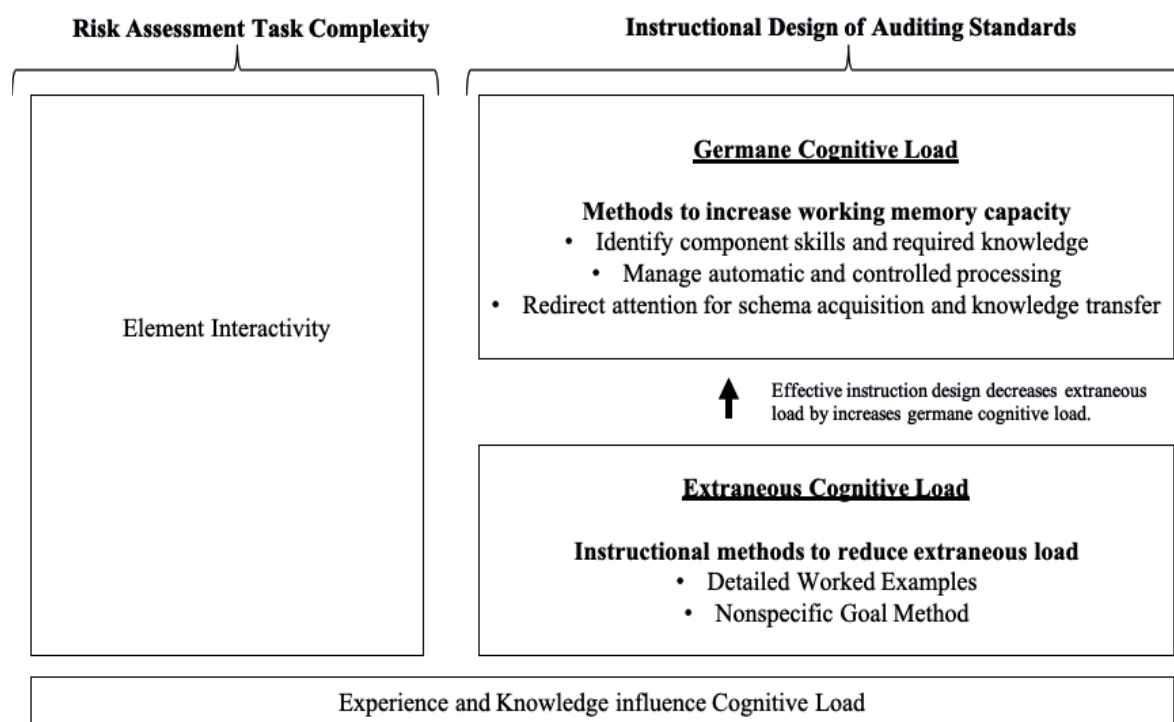 Risk Assessment Task Complexity
Instructional Design of Auditing Standards
Element Interactivity
Germane Cognitive Load
Methods to increase working memory capacity
• Identify component skills and required knowledge
• Manage automatic and controlled processing
• Redirect attention for schema acquisition and knowledge transfer
Effective instruction design decreases extraneous
load by increases germane cognitive load.
Extraneous Cognitive Load
Instructional methods to reduce extraneous load
• Detailed Worked Examples
• Nonspecific Goal Method
Experience and Knowledge influence Cognitive Load